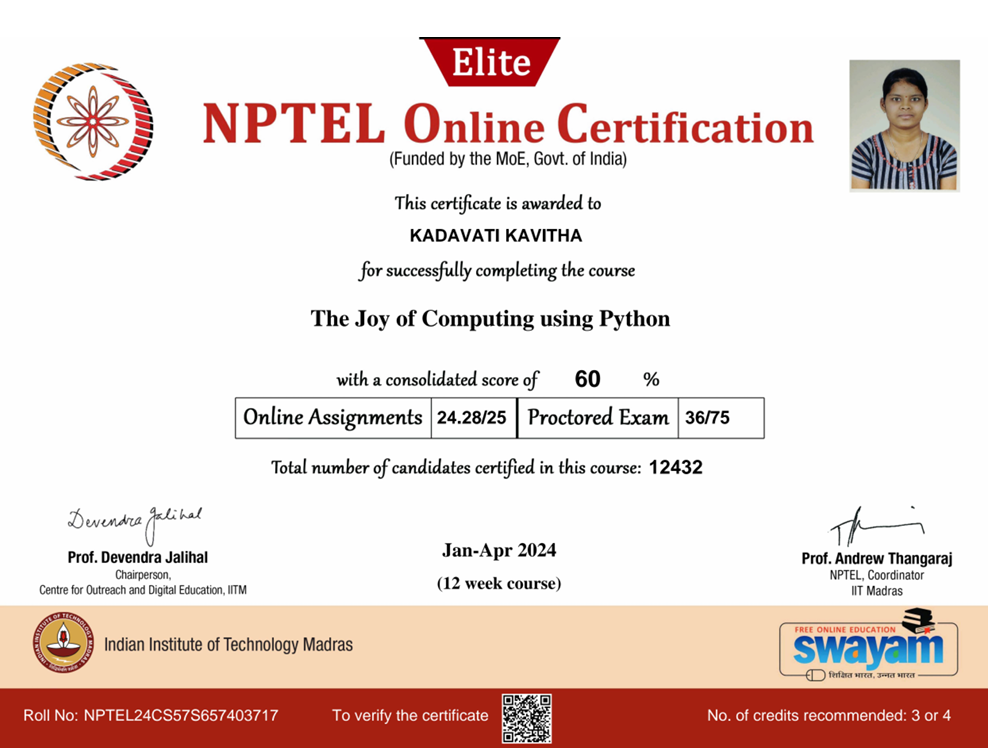 Elite
NPTEL Online Certification
(Funded by the MoE, Govt. of India)
This certificate is awarded to
KADAVATI KAVITHA
for successfully completing the course
The Joy of Computing using Python
with a consolidated score of 60 %
Online Assignments 24.28/25 Proctored Exam 36/75
Total number of candidates certified in this course: 12432
Devendra Jalihal
Prof. Devendra Jalihal
Chairperson,
Centre for Outreach and Digital Education, IITM
Jan-Apr 2024
(12 week course)
Prof. Andrew Thangaraj
NPTEL, Coordinator
IIT Madras
INDIAN INSTITUTE OF TECHNOLOGY MADRAS
Indian Institute of Technology Madras
FREE ONLINE EDUCATION
swayam
शिक्षित भारत, उन्नत भारत
Roll No: NPTEL24CS57S657403717
To verify the certificate
No. of credits recommended: 3 or 4